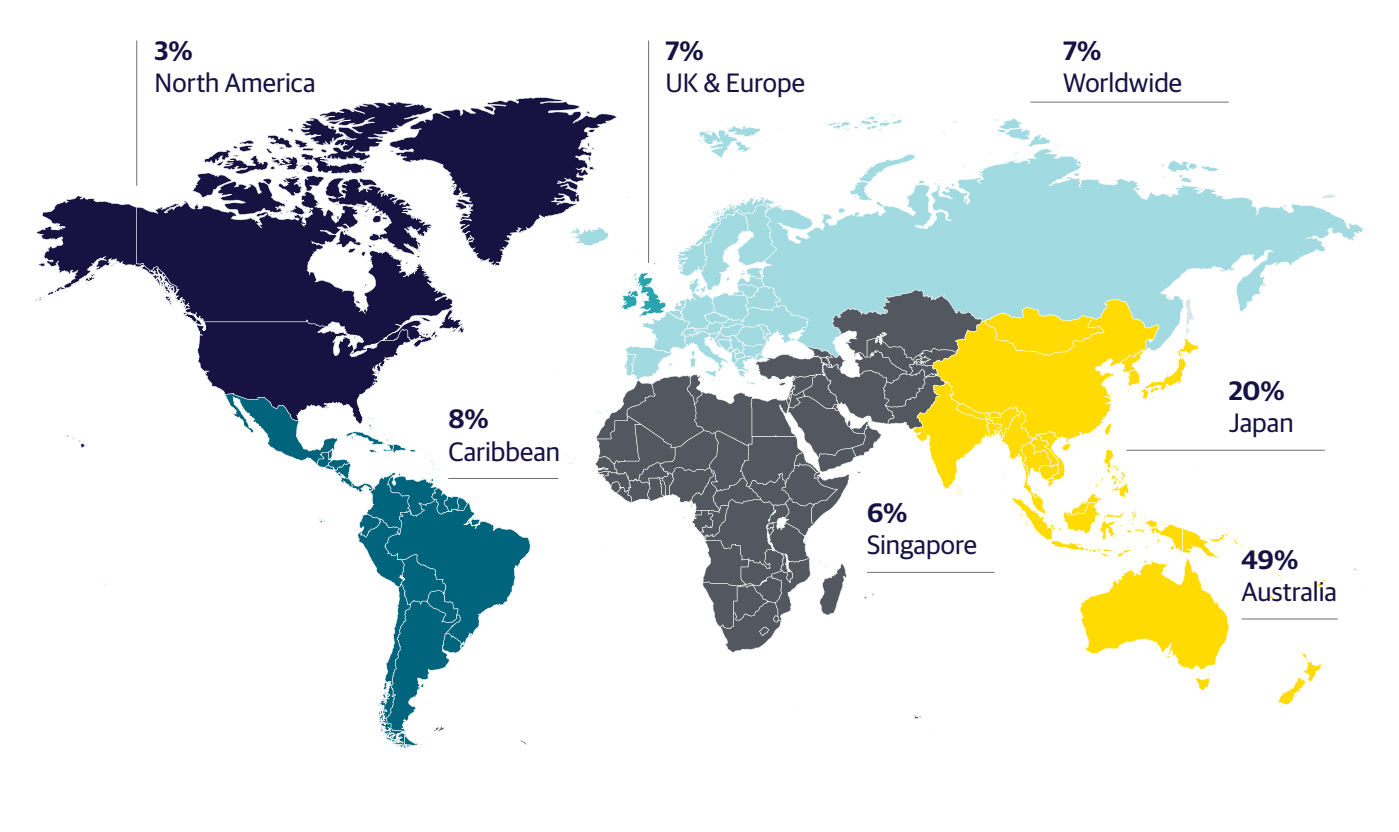 3%
North America
7%
UK & Europe
7%
Worldwide
8%
Caribbean
20%
Japan
6%
Singapore
49%
Australia